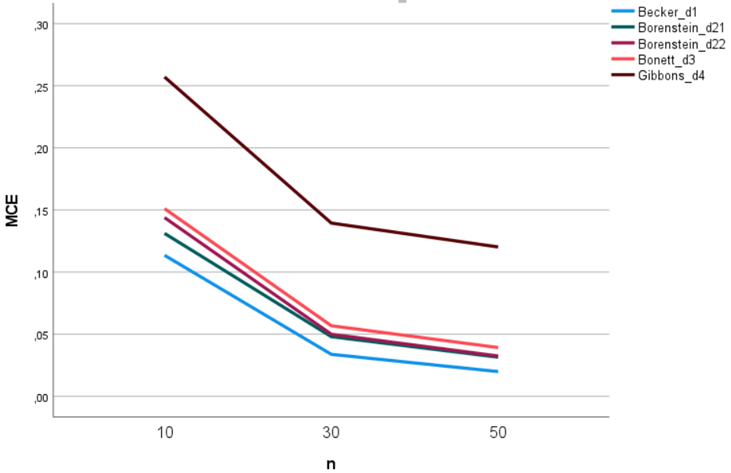 Becker_d1
Borenstein_d21
Borenstein_d22
Bonett_d3
Gibbons_d4
MCE
,30
,25
,20
,15
,10
,05
,00
10 30 50
n